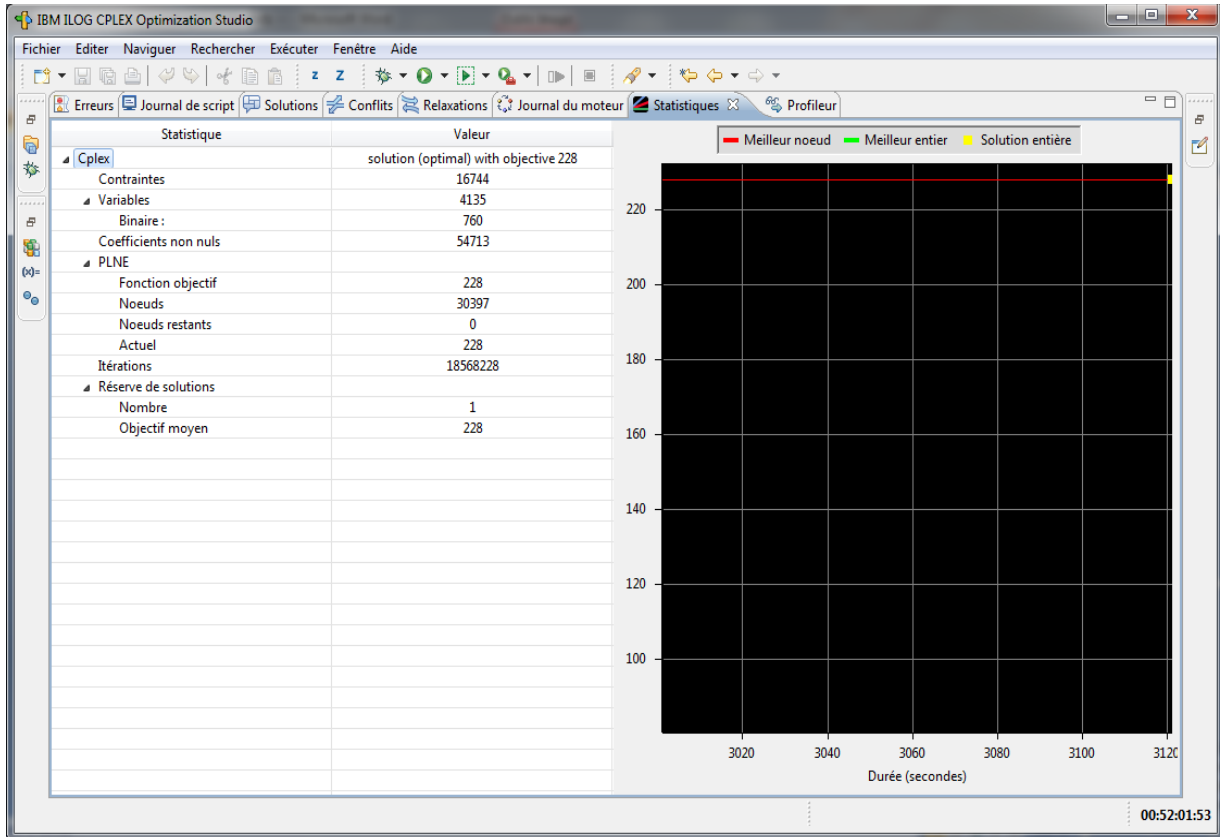 IBM ILOG CPLEX Optimization Studio
Fichier Editer Naviguer Rechercher Exécuter Fenêtre Aide
z Z
Erreurs Journal de script Solutions Conflits Relaxations Journal du moteur Statistiques Profileur
Statistique Valeur
Cplex solution (optimal) with objective 228
Contraintes 16744
Variables 4135
Binaire : 760
Coefficients non nuls 54713
PLNE
Fonction objectif 228
Noeuds 30397
Noeuds restants 0
Actuel 228
Itérations 18568228
Réserve de solutions
Nombre 1
Objectif moyen 228
(x)=
Meilleur noeud Meilleur entier Solution entière
220
200
180
160
140
120
100
3020 3040 3060 3080 3100 3120
Durée (secondes)
00:52:01:53